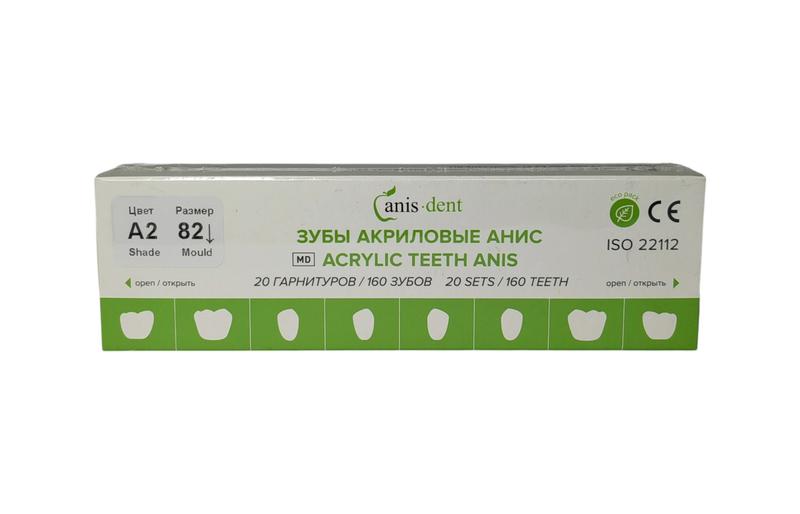 Цвет Размер
A2 82↓
Shade Mould
anis·dent
ЗУБЫ АКРИЛОВЫЕ АНИС
MD ACRYLIC TEETH ANIS
20 ГАРНИТУРОВ / 160 ЗУБОВ 20 SETS / 160 TEETH
open / открыть
eco pack
CE
ISO 22112
open / открыть